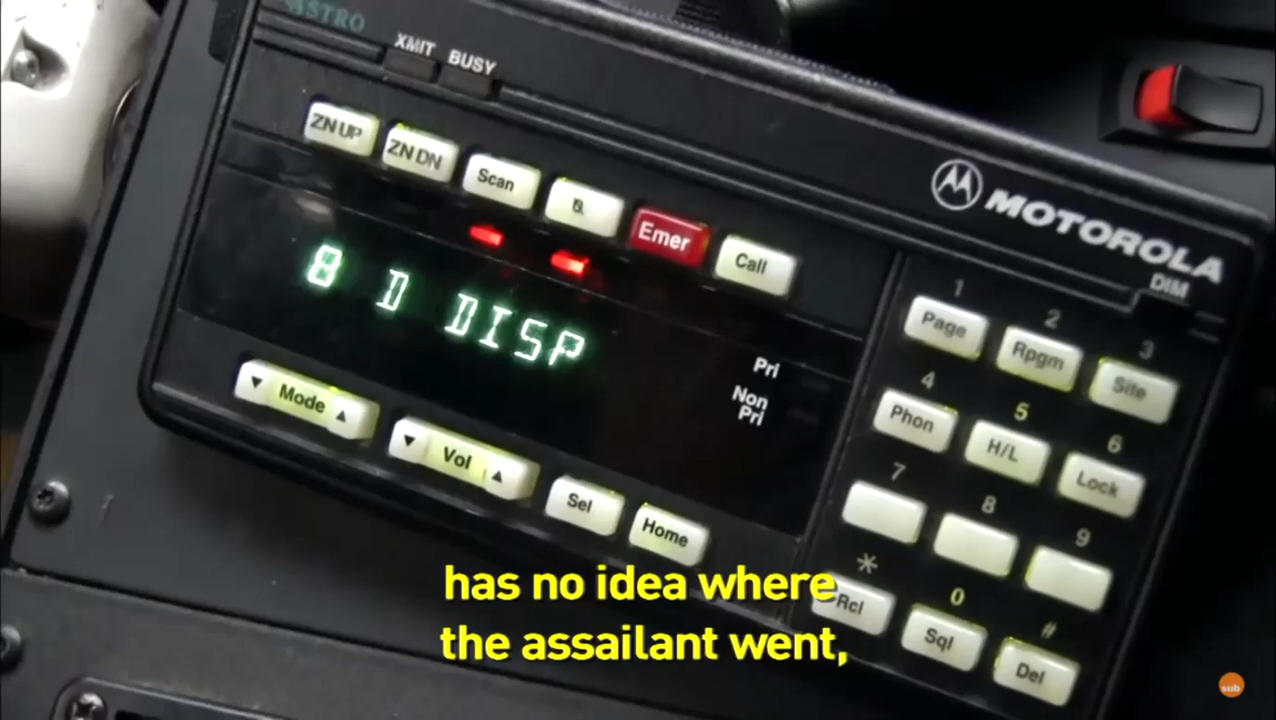 ASTRO
XMIT BUSY
ZN UP
ZN DN
Scan
Emer
Call
MOTOROLA
DIM
8 D DISP
Pri
Non
Pri
▼ Mode ▲
▼ Vol ▲
Sel
Home
1
Page
2
Rpgm
3
Site
4
Phon
5
H/L
6
Lock
7
8
9
*
Rcl
0
Sql
#
Del
has no idea where
the assailant went,
sub